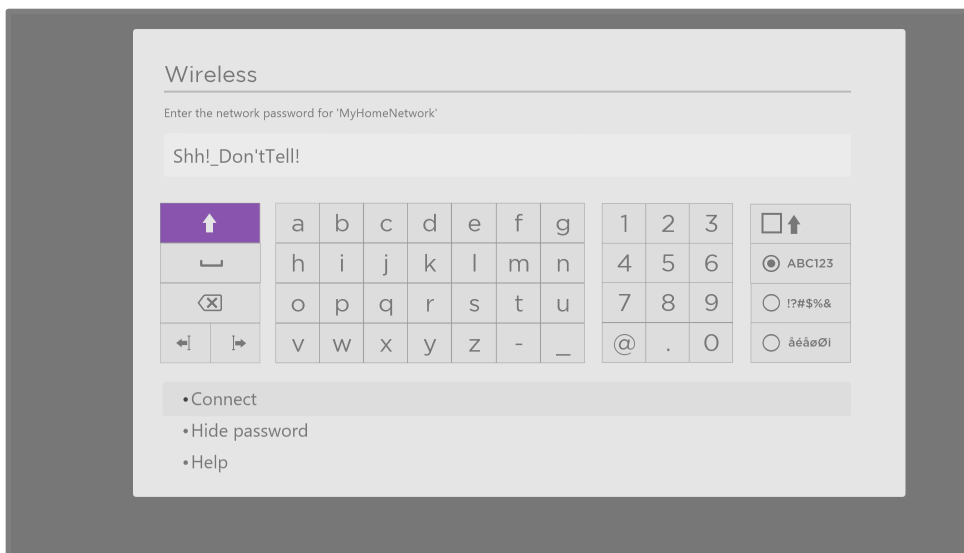 Wireless
Enter the network password for 'MyHomeNetwork'
Shh!_Don'tTell!
a b c d e f g 1 2 3
h i j k l m n 4 5 6 ABC123
o p q r s t u 7 8 9 !?#$%&
v w x y z - _ @ . 0 âéåøØi
•Connect
•Hide password
•Help